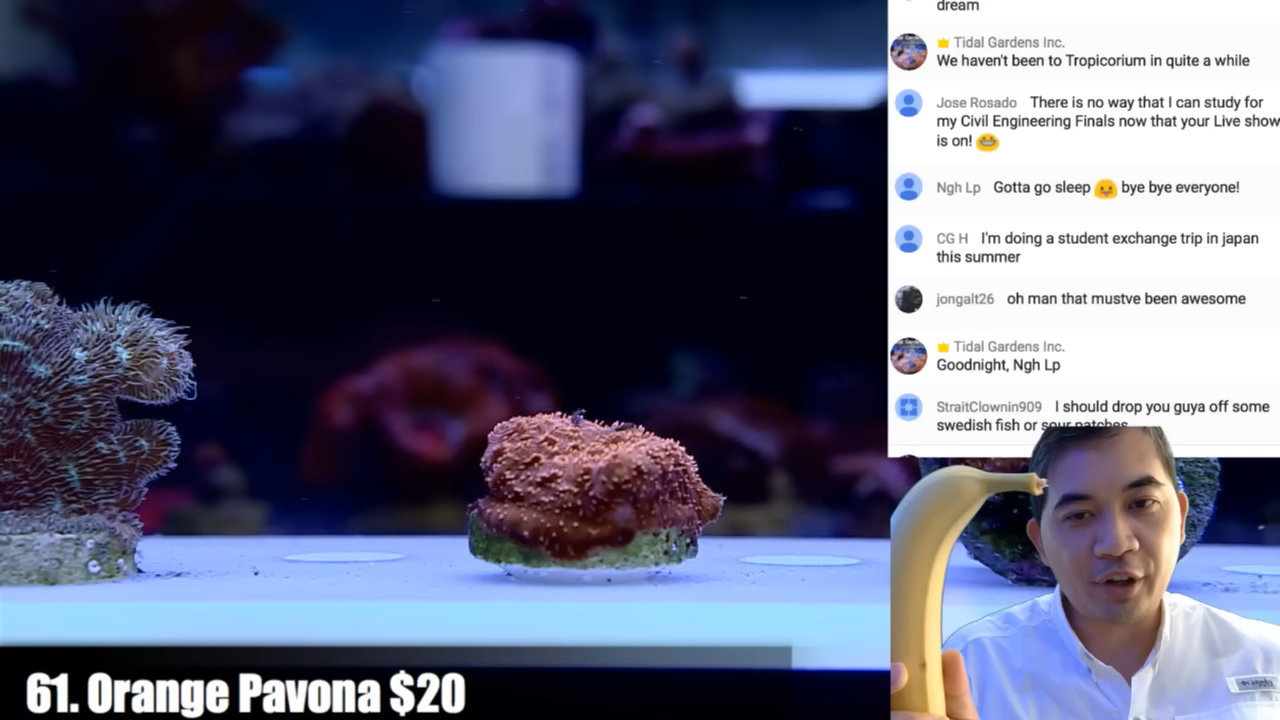 dream
Tidal Gardens Inc.
We haven't been to Tropicorium in quite a while
Jose Rosado There is no way that I can study for
my Civil Engineering Finals now that your Live show
is on!
Ngh Lp Gotta go sleep bye bye everyone!
CG H I'm doing a student exchange trip in japan
this summer
jongalt26 oh man that mustve been awesome
Tidal Gardens Inc.
Goodnight, Ngh Lp
StraitClownin909 I should drop you guya off some
swedish fish or sour patches
Columbia
61. Orange Pavona $20